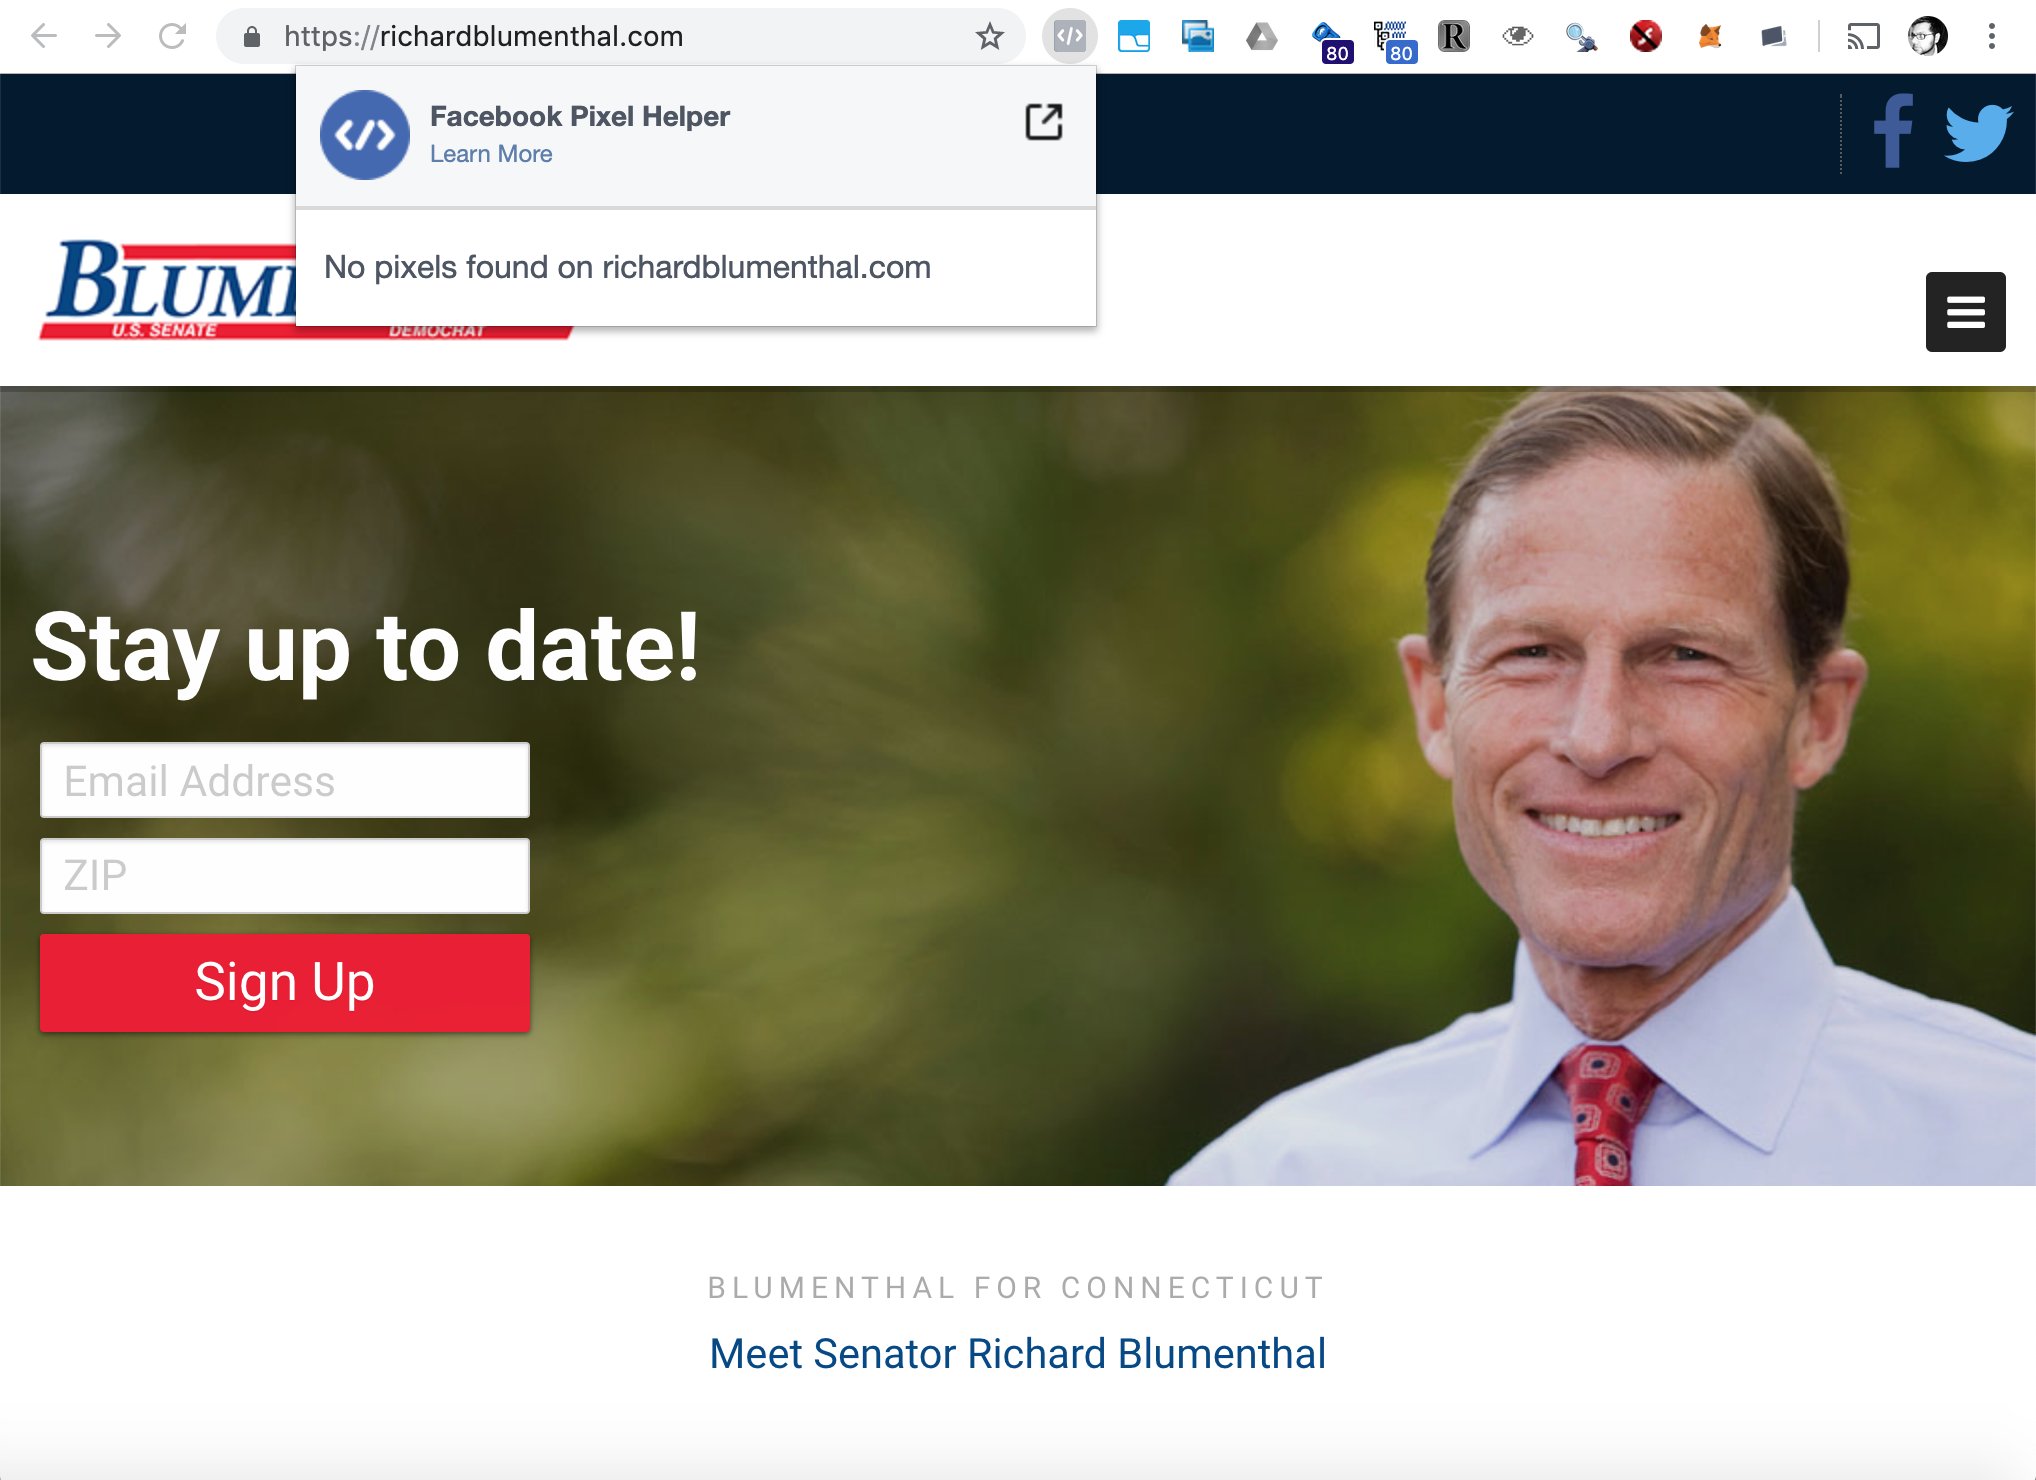 https://richardblumenthal.com
80
80
R
Facebook Pixel Helper
Learn More
No pixels found on richardblumenthal.com
U.S. SENATE DEMOCRAT
Stay up to date!
Email Address
ZIP
Sign Up
BLUMENTHAL FOR CONNECTICUT
Meet Senator Richard Blumenthal